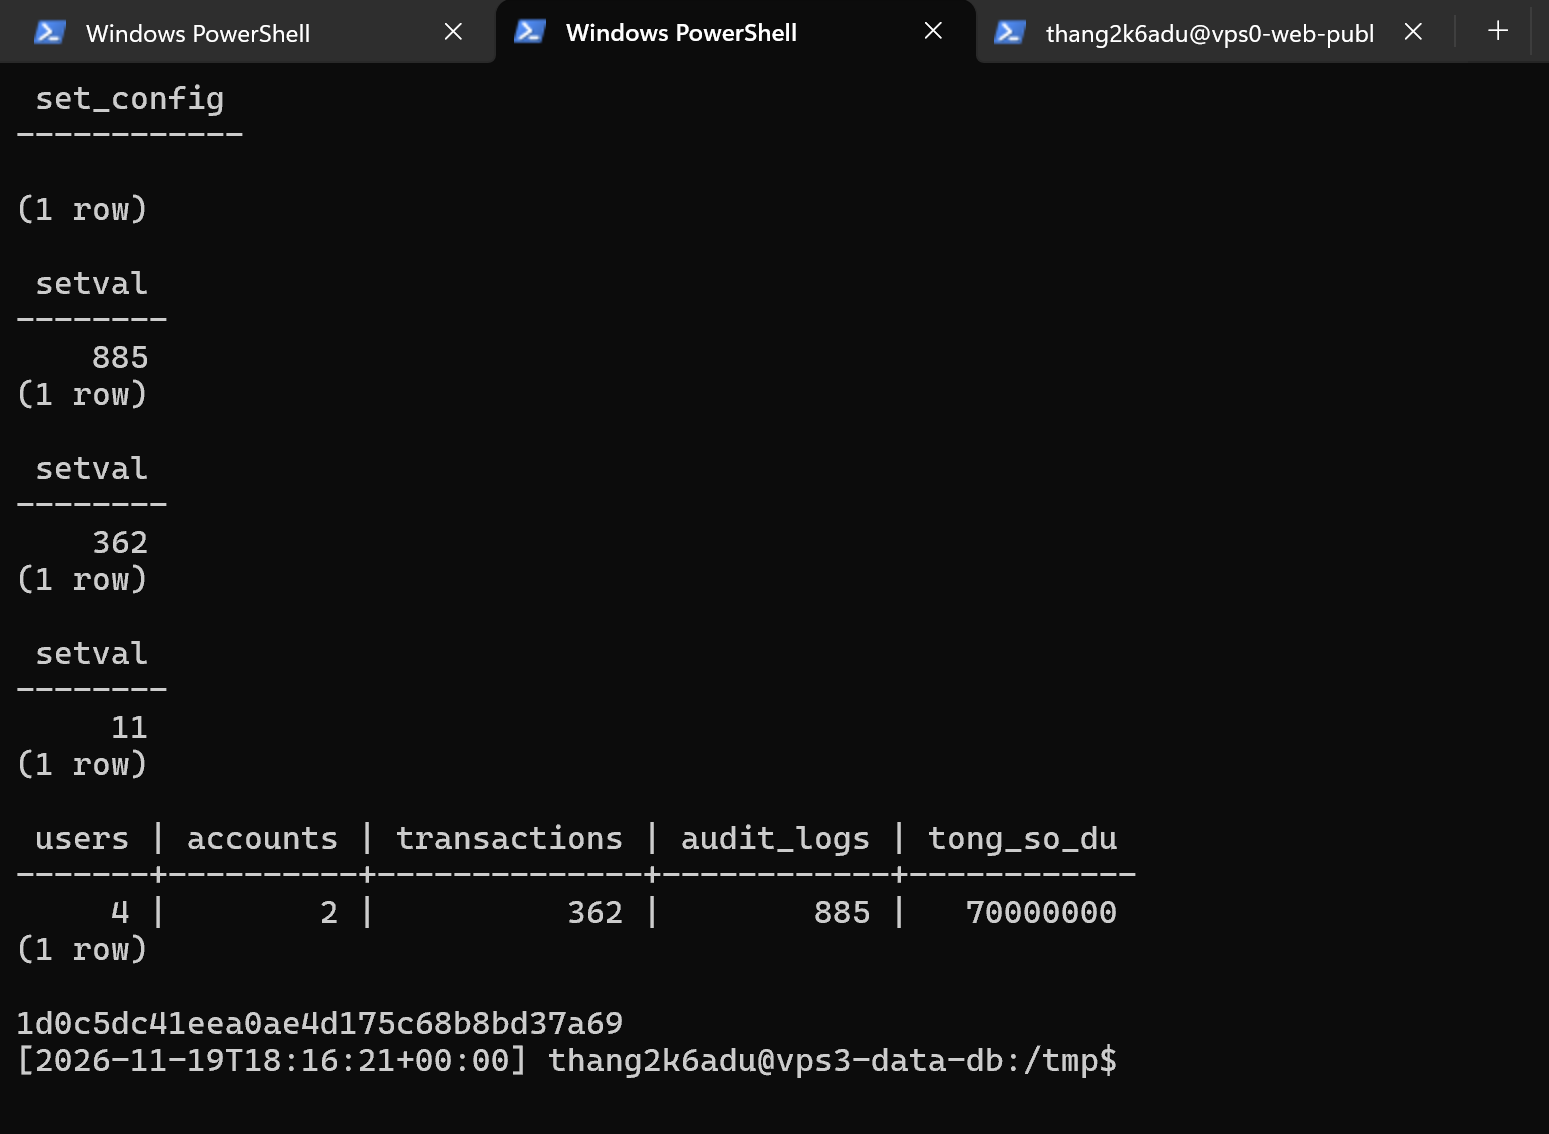 Windows PowerShell
Windows PowerShell
thang2k6adu@vps0-web-publ
set_config
------------
(1 row)
setval
--------
885
(1 row)
setval
--------
362
(1 row)
setval
--------
11
(1 row)
users | accounts | transactions | audit_logs | tong_so_du
-------+----------+--------------+------------+------------
4 | 2 | 362 | 885 | 70000000
(1 row)
1d0c5dc41eea0ae4d175c68b8bd37a69
[2026-11-19T18:16:21+00:00] thang2k6adu@vps3-data-db:/tmp$